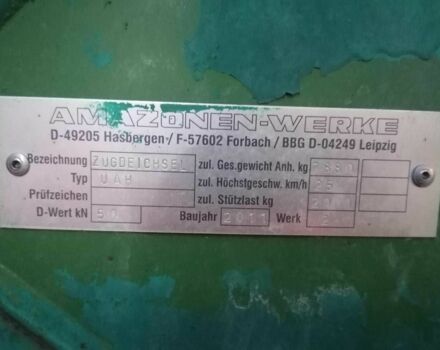 AMAZONEN-WERKE
D-49205 Hasbergen / F-57602 Forbach / BBG D-04249 Leipzig
Bezeichnung ZUGDEICHSEL zul. Ges.gewicht Anh. kg
Typ zul. Höchstgeschw. km/h 25
Prüfzeichen zul. Stützlast kg
D-Wert kN 50 Baujahr 2011 Werk